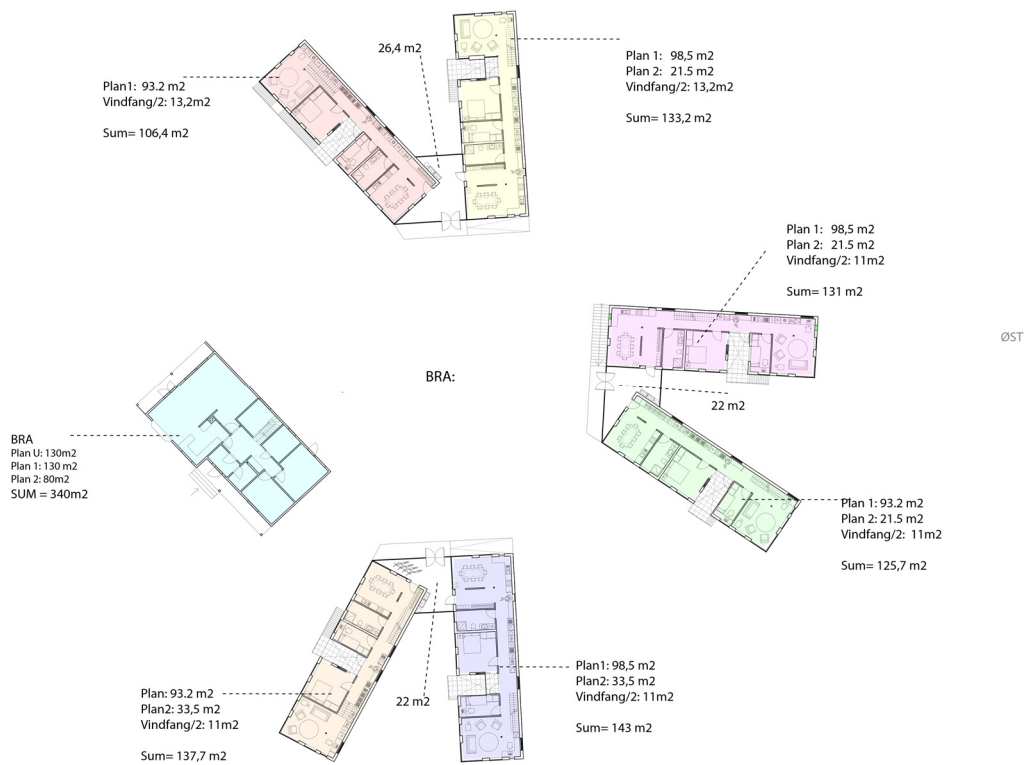 26,4 m2
Plan1: 93.2 m2
Vindfang/2: 13,2m2
Sum= 106,4 m2
Plan 1: 98,5 m2
Plan 2: 21.5 m2
Vindfang/2: 13,2m2
Sum= 133,2 m2
Plan 1: 98,5 m2
Plan 2: 21.5 m2
Vindfang/2: 11m2
Sum= 131 m2
ØST
BRA:
22 m2
BRA
Plan U: 130m2
Plan 1: 130 m2
Plan 2: 80m2
SUM = 340m2
Plan 1: 93.2 m2
Plan 2: 21.5 m2
Vindfang/2: 11m2
Sum= 125,7 m2
Plan: 93.2 m2
Plan2: 33,5 m2
Vindfang/2: 11m2
Sum= 137,7 m2
22 m2
Plan1: 98,5 m2
Plan2: 33,5 m2
Vindfang/2: 11m2
Sum= 143 m2